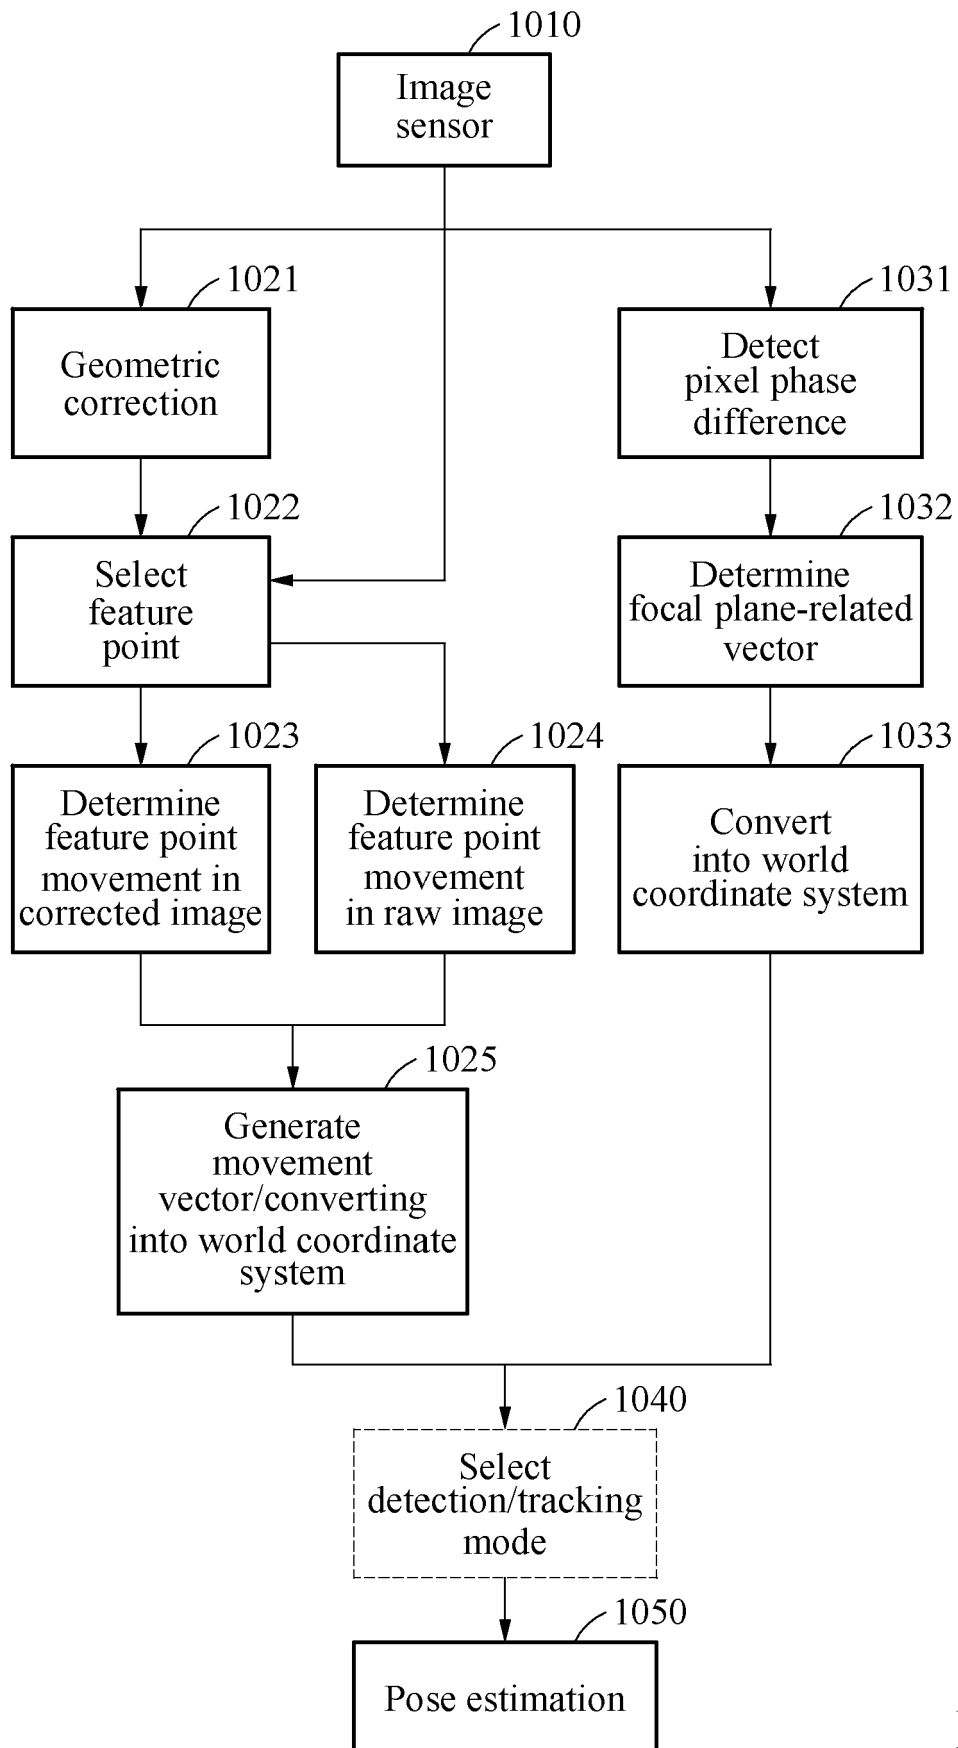 1010
Image
sensor
1021
Geometric
correction
1031
Detect
pixel phase
difference
1022
Select
feature
point
1032
Determine
focal plane-related
vector
1023
Determine
feature point
movement in
corrected image
1024
Determine
feature point
movement
in raw image
1033
Convert
into world
coordinate system
1025
Generate
movement
vector/converting
into world coordinate
system
1040
Select
detection/tracking
mode
1050
Pose estimation